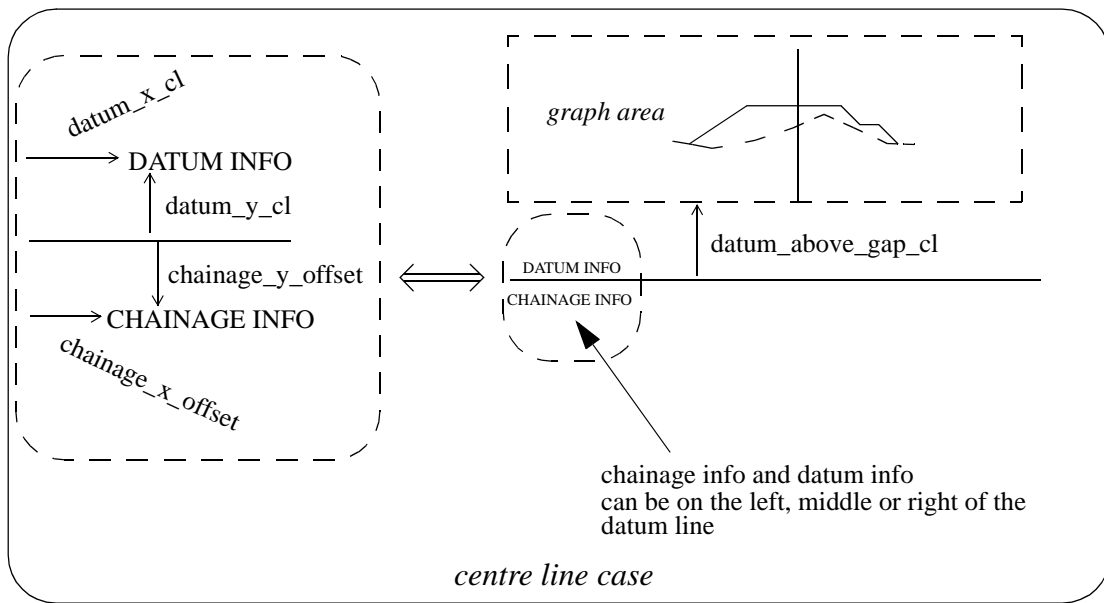 datum_x_cl
DATUM INFO
datum_y_cl
chainage_y_offset
CHAINAGE INFO
chainage_x_offset
graph area
datum_above_gap_cl
DATUM INFO
CHAINAGE INFO
chainage info and datum info
can be on the left, middle or right of the
datum line
centre line case